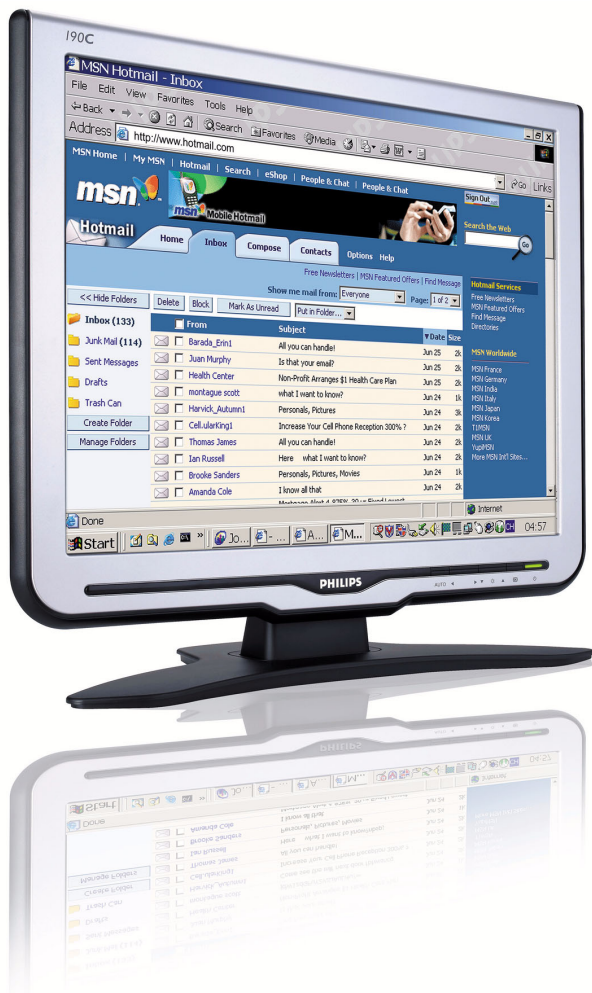 190C
MSN Hotmail - Inbox
File Edit View Favorites Tools Help
Back Search Favorites Media
Address http://www.hotmail.com Go Links
MSN Home | My MSN | Hotmail | Search | eShop | People & Chat | People & Chat
Sign Out
msn
msn Mobile Hotmail
Hotmail
Search the Web
Go
Home Inbox Compose Contacts Options Help
Free Newsletters | MSN Featured Offers | Find Message
Show me mail from: Everyone Page: 1 of 2
<< Hide Folders Delete Block Mark As Unread Put in Folder...
From Subject Date Size
Inbox (133)
Junk Mail (114)
Sent Messages
Drafts
Trash Can
Create Folder
Manage Folders
Barada_Erin1 All you can handle! Jun 25 2k
Juan Murphy Is that your email? Jun 25 2k
Health Center Non-Profit Arranges $1 Health Care Plan Jun 25 2k
montague scott what I want to know? Jun 24 2k
Harvick_Autumn1 Personals, Pictures Jun 24 3k
Cell.ularKing1 Increase Your Cell Phone Reception 300% ? Jun 24 2k
Thomas James All you can handle! Jun 24 2k
Ian Russell Here what I want to know? Jun 24 2k
Brooke Sanders Personals, Pictures, Movies Jun 24 1k
Amanda Cole I know all that Jun 24 2k
Hotmail Services
Free Newsletters
MSN Featured Offers
Find Message
Directories
MSN Worldwide
MSN France
MSN Germany
MSN India
MSN Italy
MSN Japan
MSN Korea
T1MSN
MSN UK
YupiMSN
More MSN Int'l Sites...
Done Internet
Start Jo... - ... A... M... 04:57
PHILIPS
AUTO